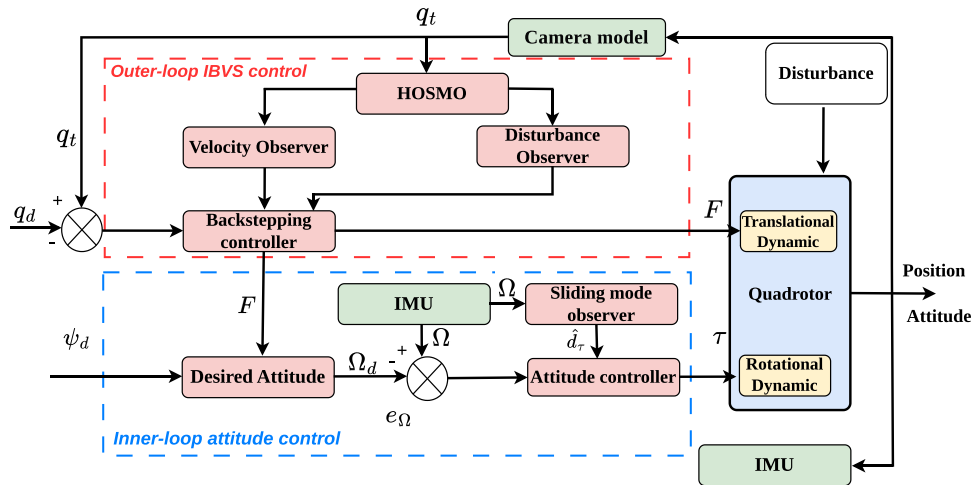 q_t
Camera model
Outer-loop IBVS control
Disturbance
HOSMO
q_t
Velocity Observer
Disturbance
Observer
+
q_d
-
Backstepping
controller
F
Translational
Dynamic
Position
Quadrotor
Attitude
F
IMU
Ω
Sliding mode
observer
ψ_d
Ω
d̂_τ
τ
Desired Attitude
Ω_d
-
+
Attitude controller
Rotational
Dynamic
e_Ω
Inner-loop attitude control
IMU